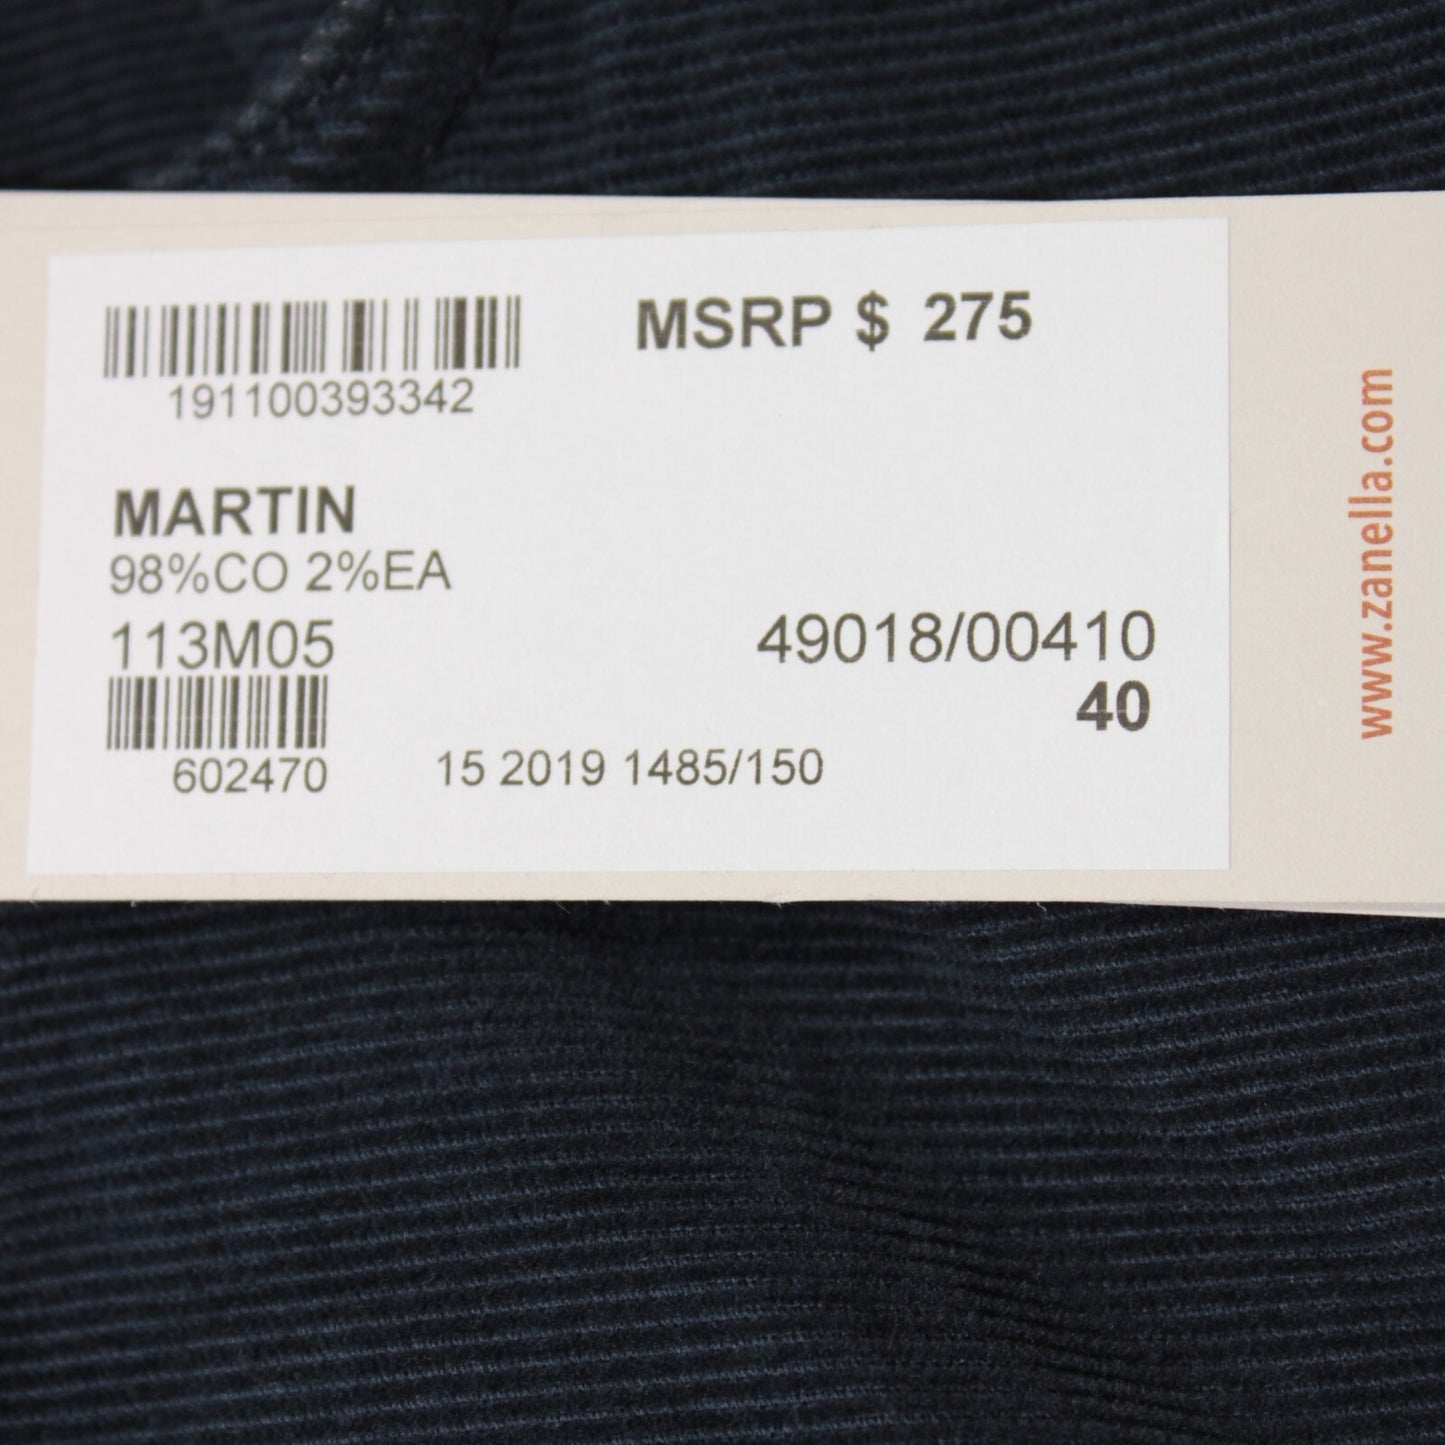 MSRP $ 275
191100393342
MARTIN
98%CO 2%EA
113M05
49018/00410
40
602470
15 2019 1485/150
www.zanella.com